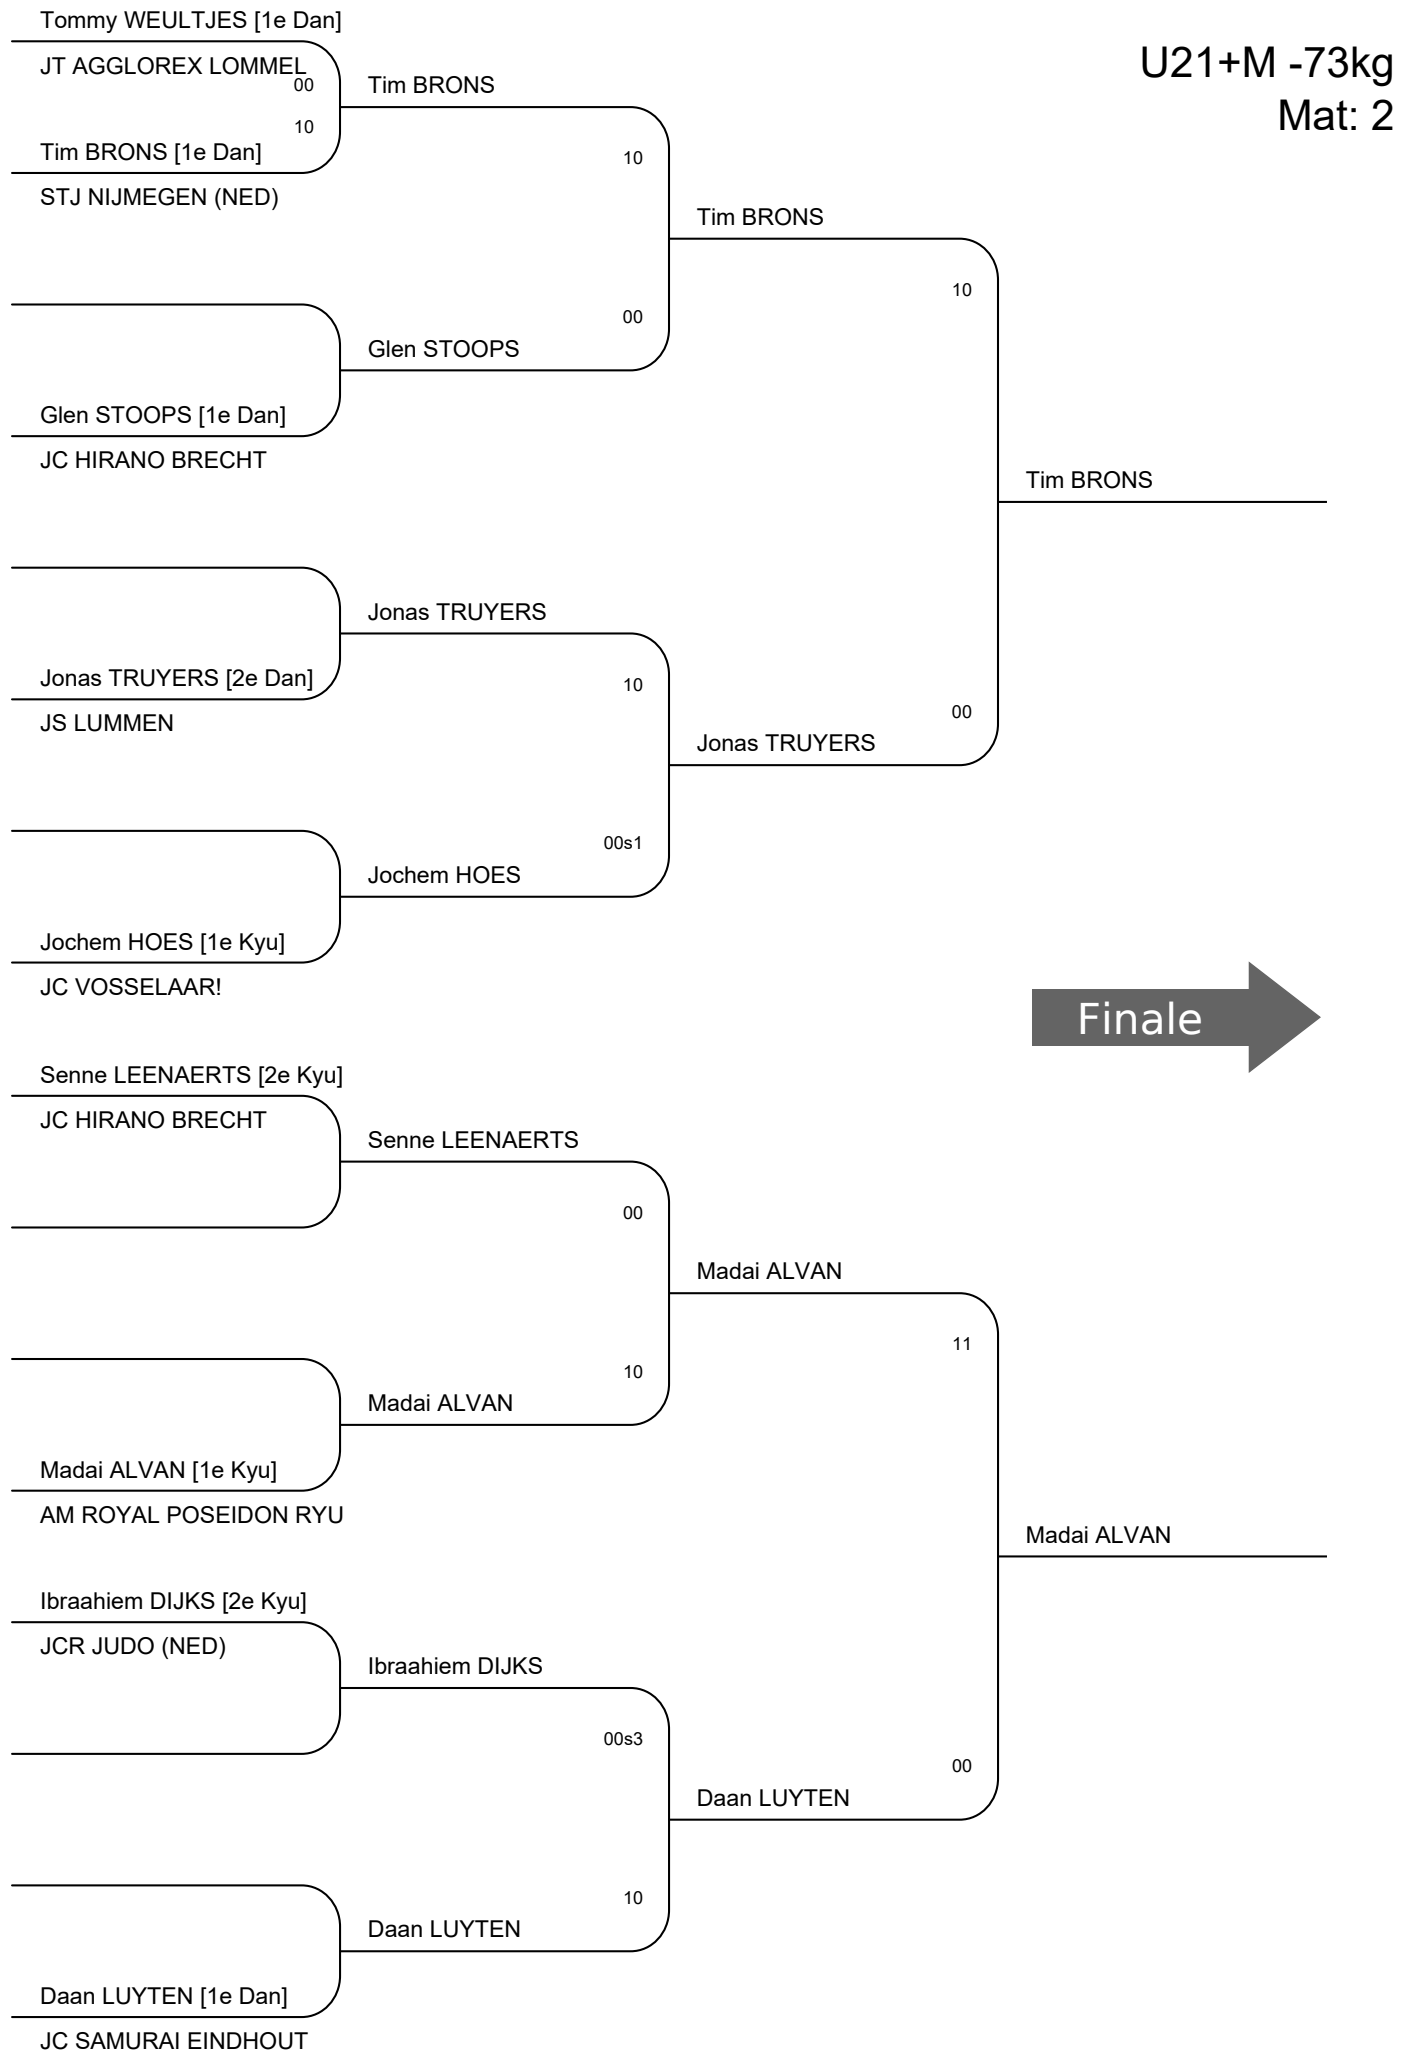 Tommy WEULTJES [1e Dan]
JT AGGLOREX LOMMEL
00
10
Tim BRONS [1e Dan]
STJ NIJMEGEN (NED)
Tim BRONS
10
00
Glen STOOPS
Glen STOOPS [1e Dan]
JC HIRANO BRECHT
Tim BRONS
10
U21+M -73kg
Mat: 2
Tim BRONS
Jonas TRUYERS
Jonas TRUYERS [2e Dan]
JS LUMMEN
10
00
Jonas TRUYERS
00s1
Jochem HOES
Jochem HOES [1e Kyu]
JC VOSSELAAR!
Finale
Senne LEENAERTS [2e Kyu]
JC HIRANO BRECHT
Senne LEENAERTS
00
Madai ALVAN
11
10
Madai ALVAN
Madai ALVAN [1e Kyu]
AM ROYAL POSEIDON RYU
Madai ALVAN
Ibraahiem DIJKS [2e Kyu]
JCR JUDO (NED)
Ibraahiem DIJKS
00s3
00
Daan LUYTEN
10
Daan LUYTEN
Daan LUYTEN [1e Dan]
JC SAMURAI EINDHOUT